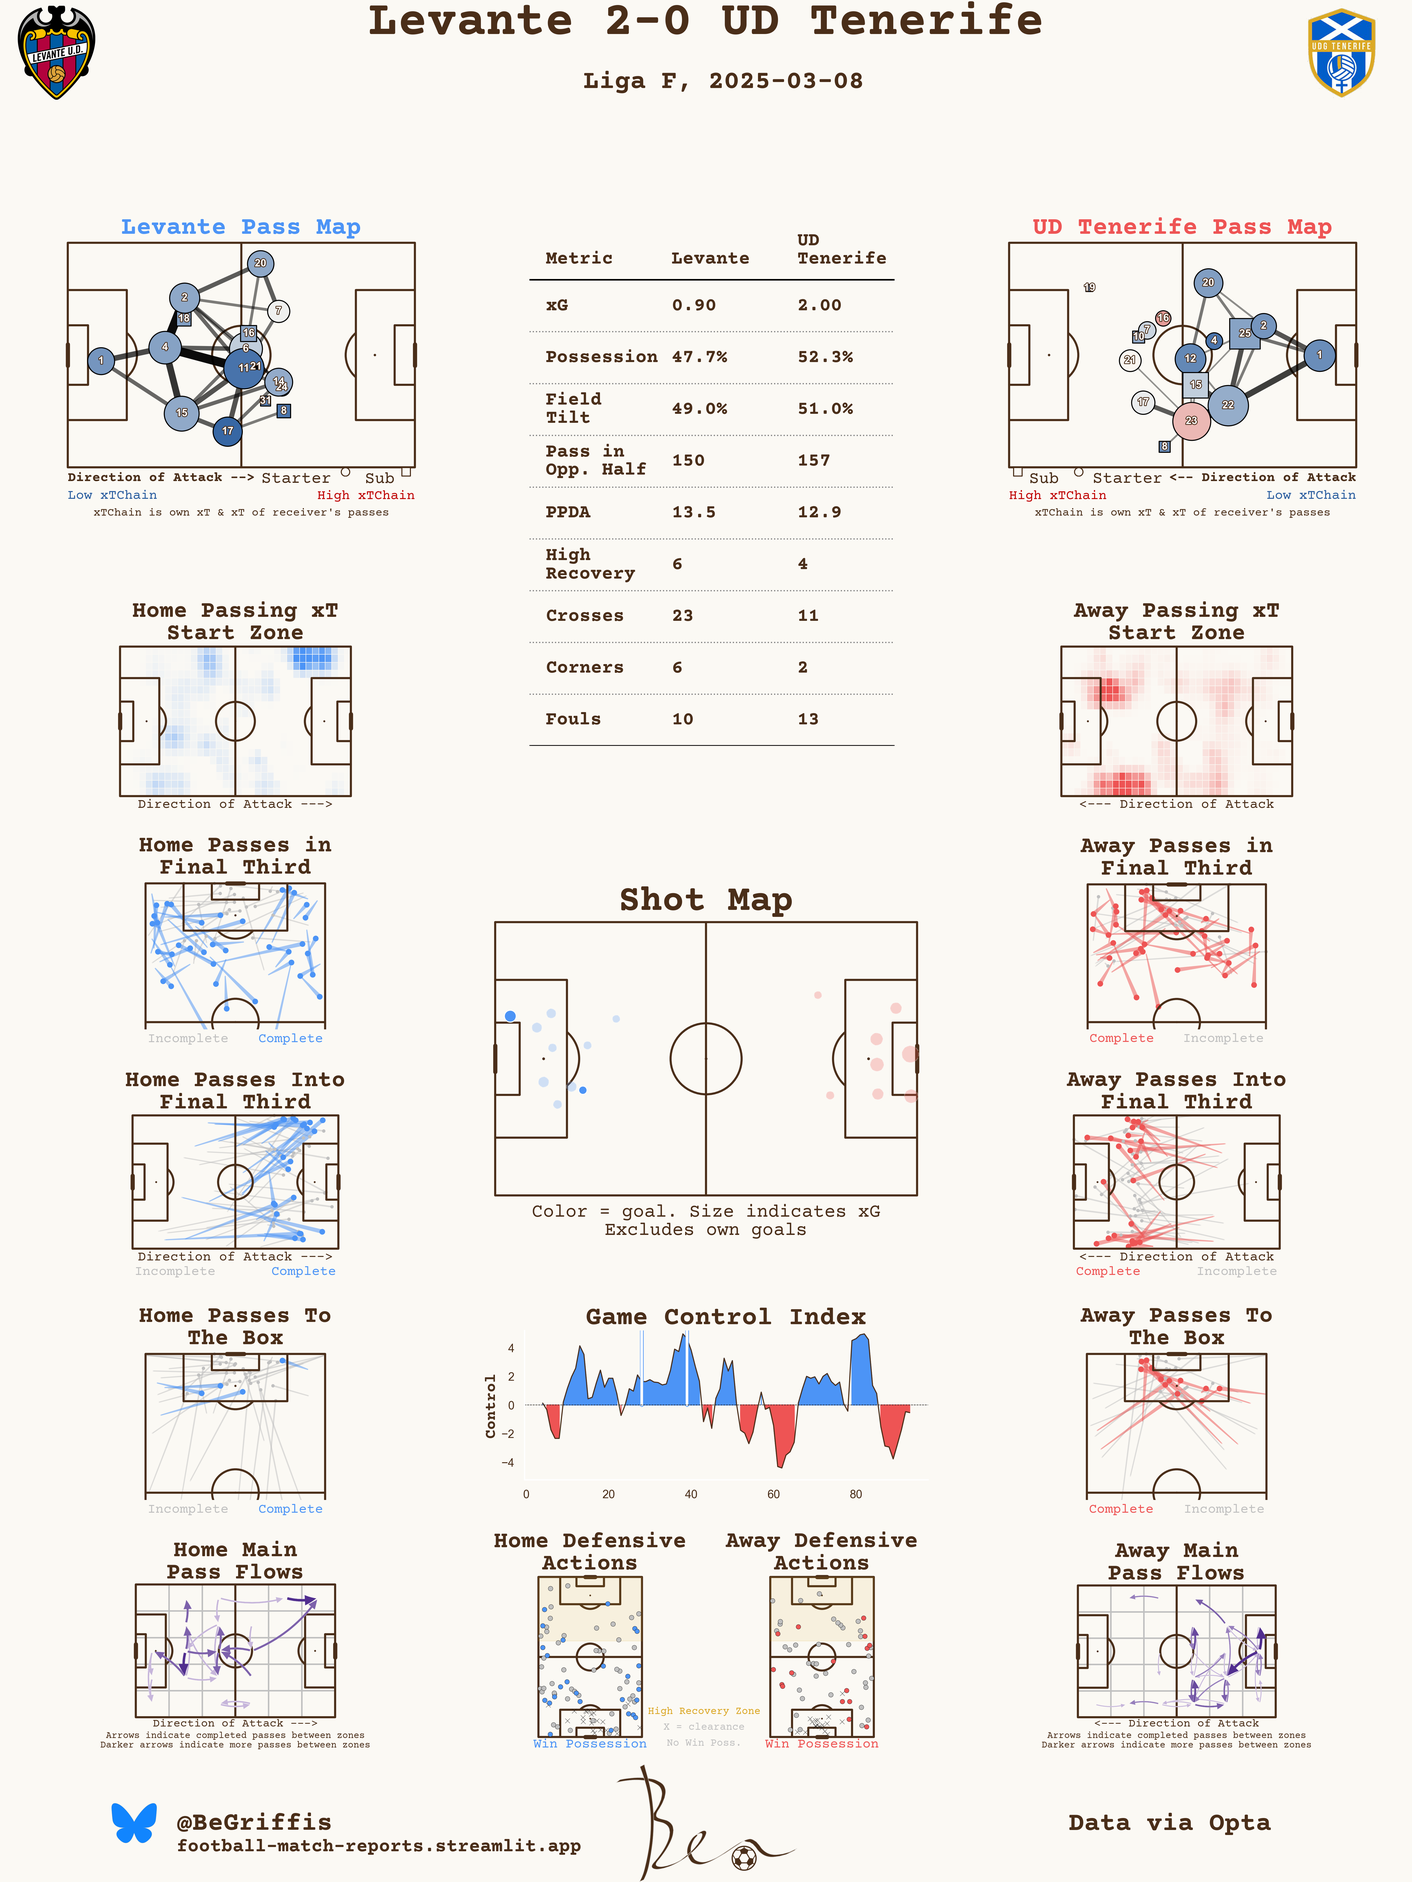 Levante 2-0 UD Tenerife
Liga F, 2025-03-08
LEVANTE U.D.
UDG TENERIFE
Levante Pass Map
20
2
7
18
16
4
6
1
11
21
14
24
31
8
15
17
Direction of Attack --> Starter Sub
Low xTChain High xTChain
xTChain is own xT & xT of receiver's passes
Metric Levante UD Tenerife
xG 0.90 2.00
Possession 47.7% 52.3%
Field Tilt 49.0% 51.0%
Pass in Opp. Half 150 157
PPDA 13.5 12.9
High Recovery 6 4
Crosses 23 11
Corners 6 2
Fouls 10 13
UD Tenerife Pass Map
19
20
16
7
10
25
2
4
21
12
1
15
17
22
23
8
Sub Starter <-- Direction of Attack
High xTChain Low xTChain
xTChain is own xT & xT of receiver's passes
Home Passing xT
Start Zone
Direction of Attack --->
Away Passing xT
Start Zone
<--- Direction of Attack
Home Passes in
Final Third
Incomplete Complete
Away Passes in
Final Third
Complete Incomplete
Shot Map
Color = goal. Size indicates xG
Excludes own goals
Home Passes Into
Final Third
Direction of Attack --->
Incomplete Complete
Away Passes Into
Final Third
<--- Direction of Attack
Complete Incomplete
Home Passes To
The Box
Incomplete Complete
Game Control Index
Control
4
2
0
−2
−4
0 20 40 60 80
Away Passes To
The Box
Complete Incomplete
Home Main
Pass Flows
Direction of Attack --->
Arrows indicate completed passes between zones
Darker arrows indicate more passes between zones
Home Defensive
Actions
Win Possession
High Recovery Zone
X = clearance
No Win Poss.
Away Defensive
Actions
Win Possession
Away Main
Pass Flows
<--- Direction of Attack
Arrows indicate completed passes between zones
Darker arrows indicate more passes between zones
@BeGriffis
football-match-reports.streamlit.app
Ben
Data via Opta